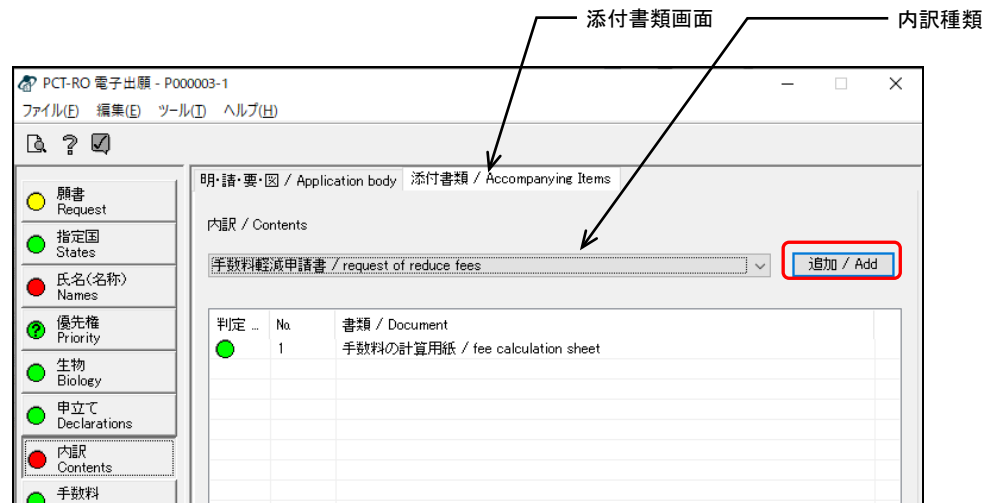 添付書類画面
内訳種類
PCT-RO 電子出願 - P000003-1
ファイル(F) 編集(E) ツール(T) ヘルプ(H)
明・請・要・図 / Application body
添付書類 / Accompanying Items
願書
Request
指定国
States
氏名(名称)
Names
優先権
Priority
生物
Biology
申立て
Declarations
内訳
Contents
手数料
内訳 / Contents
手数料軽減申請書 / request of reduce fees
追加 / Add
判定 ... No. 書類 / Document
1 手数料の計算用紙 / fee calculation sheet